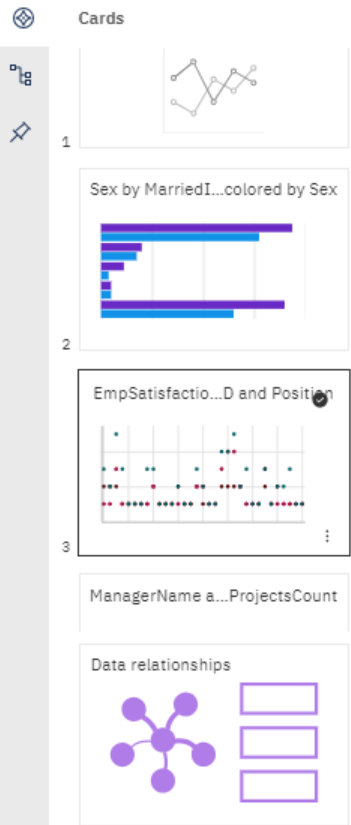 Cards
1
Sex by MarriedI...colored by Sex
2
EmpSatisfactio...D and Position
3
ManagerName a...ProjectsCount
Data relationships